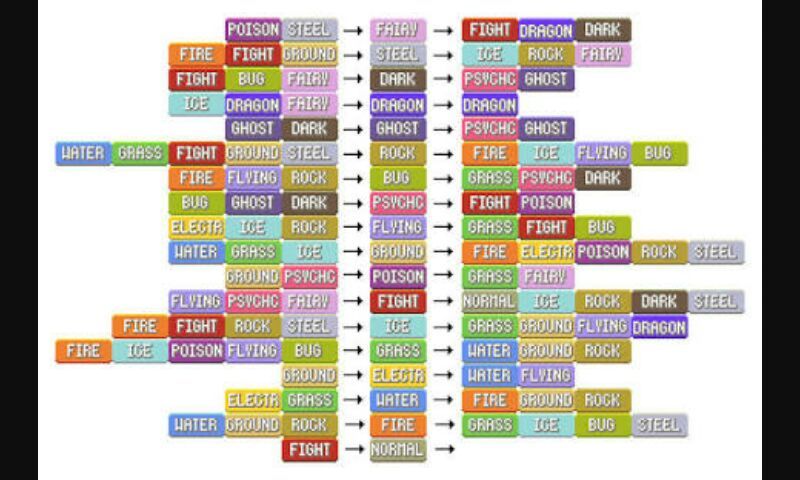 POISON STEEL → FAIRY → FIGHT DRAGON DARK
FIRE FIGHT GROUND → STEEL → ICE ROCK FAIRY
FIGHT BUG FAIRY → DARK → PSYCHC GHOST
ICE DRAGON FAIRY → DRAGON → DRAGON
GHOST DARK → GHOST → PSYCHC GHOST
WATER GRASS FIGHT GROUND STEEL → ROCK → FIRE ICE FLYING BUG
FIRE FLYING ROCK → BUG → GRASS PSYCHC DARK
BUG GHOST DARK → PSYCHC → FIGHT POISON
ELECTR ICE ROCK → FLYING → GRASS FIGHT BUG
WATER GRASS ICE → GROUND → FIRE ELECTR POISON ROCK STEEL
GROUND PSYCHC → POISON → GRASS FAIRY
FLYING PSYCHC FAIRY → FIGHT → NORMAL ICE ROCK DARK STEEL
FIRE FIGHT ROCK STEEL → ICE → GRASS GROUND FLYING DRAGON
FIRE ICE POISON FLYING BUG → GRASS → WATER GROUND ROCK
GROUND → ELECTR → WATER FLYING
ELECTR GRASS → WATER → FIRE GROUND ROCK
WATER GROUND ROCK → FIRE → GRASS ICE BUG STEEL
FIGHT → NORMAL →